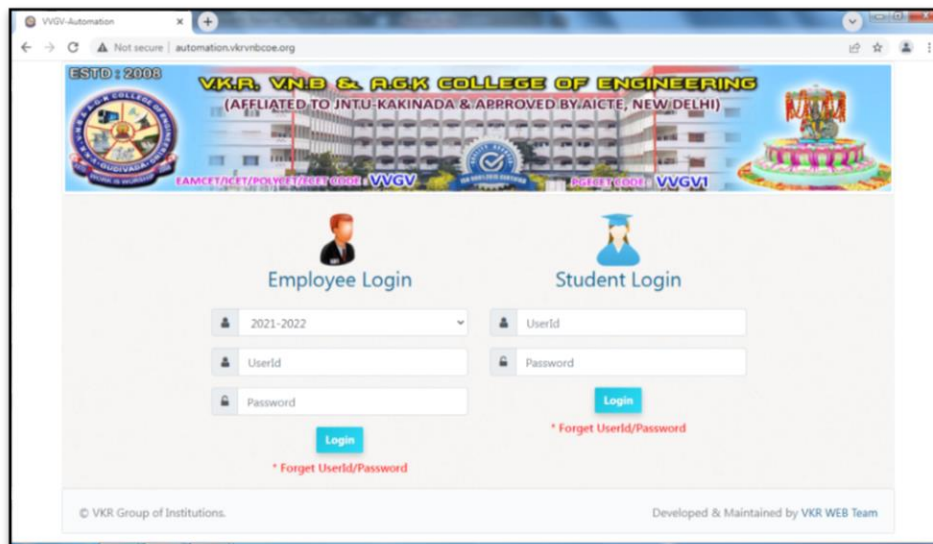 VVGV-Automation
Not secure | automation.vkrvnbcoe.org
ESTD : 2008
V.K.R, V.N.B & A.G.K COLLEGE OF ENGINEERING
(AFFLIATED TO JNTU-KAKINADA & APPROVED BY AICTE, NEW DELHI)
EAMCET/ICET/POLYCET/ECET CODE: VVGV
PGECET CODE: VVGV1
Employee Login
2021-2022
UserId
Password
Login
* Forget UserId/Password
Student Login
UserId
Password
Login
* Forget UserId/Password
© VKR Group of Institutions.
Developed & Maintained by VKR WEB Team